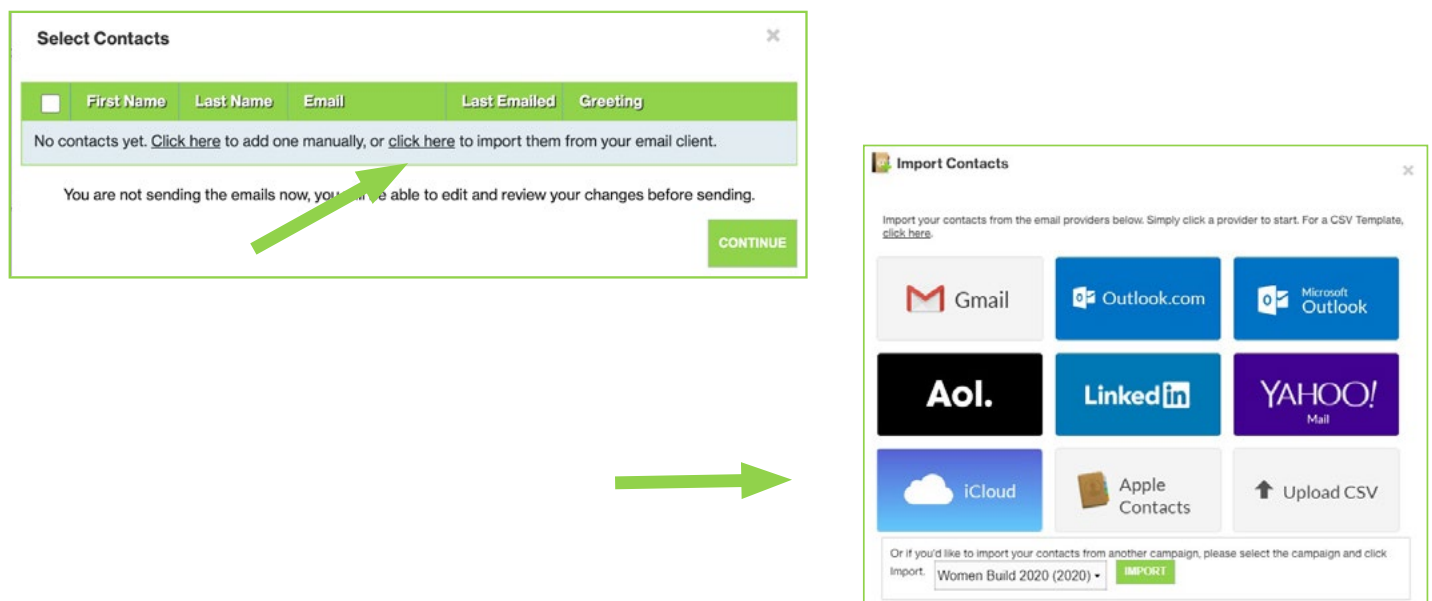 Select Contacts
First Name Last Name Email Last Emailed Greeting
No contacts yet. Click here to add one manually, or click here to import them from your email client.
You are not sending the emails now, you be able to edit and review your changes before sending.
CONTINUE
Import Contacts
Import your contacts from the email providers below. Simply click a provider to start. For a CSV Template,
click here.
Gmail
Outlook.com
Microsoft
Outlook
Aol.
Linked in
YAHOO!
Mail
iCloud
Apple
Contacts
Upload CSV
Or if you'd like to import your contacts from another campaign, please select the campaign and click
Import. Women Build 2020 (2020) IMPORT